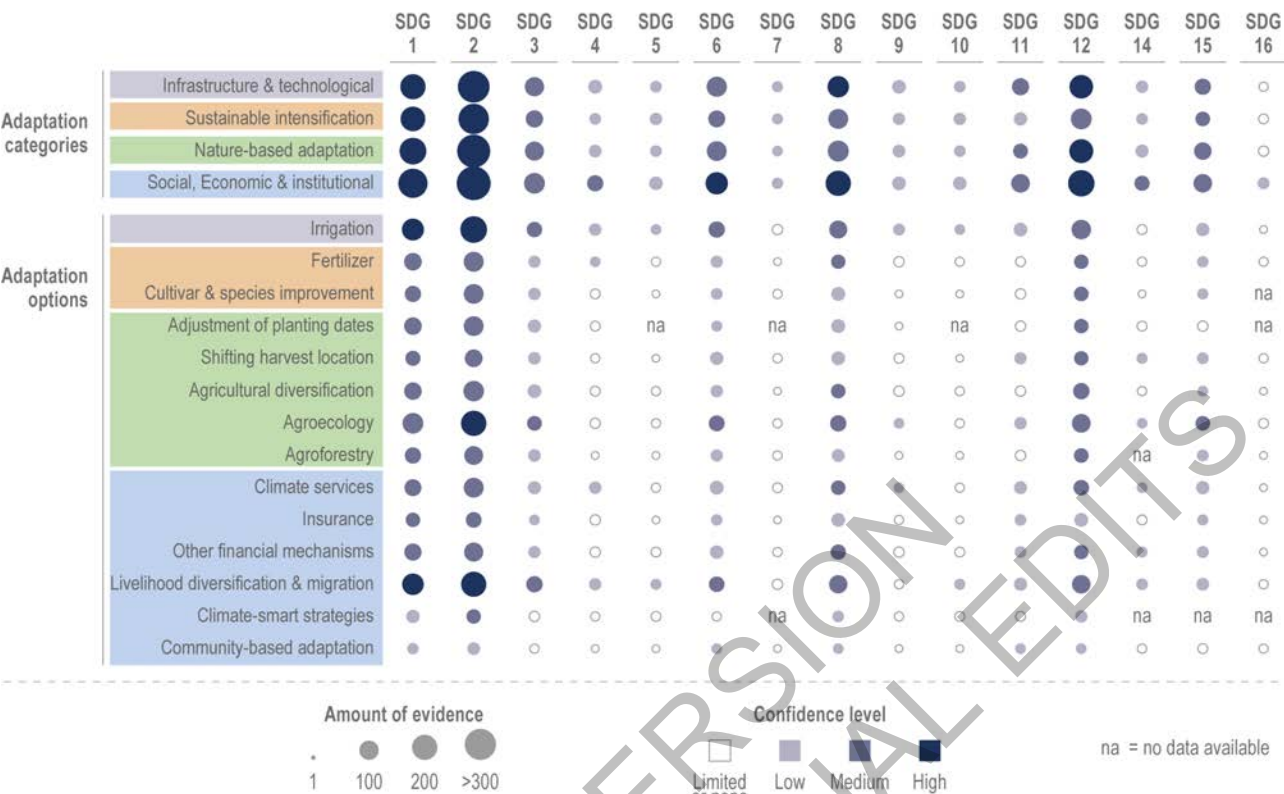 SDG SDG SDG SDG SDG SDG SDG SDG SDG SDG SDG SDG SDG SDG SDG
1 2 3 4 5 6 7 8 9 10 11 12 14 15 16
Adaptation categories
Infrastructure & technological
Sustainable intensification
Nature-based adaptation
Social, Economic & institutional
Adaptation options
Irrigation
Fertilizer
Cultivar & species improvement na
Adjustment of planting dates na na na na
Shifting harvest location
Agricultural diversification
Agroecology
Agroforestry na
Climate services
Insurance
Other financial mechanisms
Livelihood diversification & migration
Climate-smart strategies na na na na
Community-based adaptation
Amount of evidence Confidence level
na = no data available
1 100 200 >300 Limited Low Medium High
VERSION
IAL EDITS